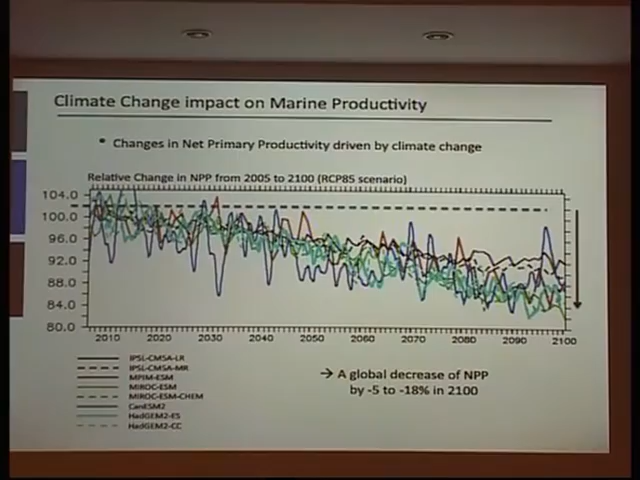 Climate Change impact on Marine Productivity
• Changes in Net Primary Productivity driven by climate change
Relative Change in NPP from 2005 to 2100 (RCP85 scenario)
104.0
100.0
96.0
92.0
88.0
84.0
80.0
2010 2020 2030 2040 2050 2060 2070 2080 2090 2100
IPSL-CM5A-LR
IPSL-CM5A-MR
MPIM-ESM
MIROC-ESM
MIROC-ESM-CHEM
CanESM2
HadGEM2-ES
HadGEM2-CC
→ A global decrease of NPP
by -5 to -18% in 2100